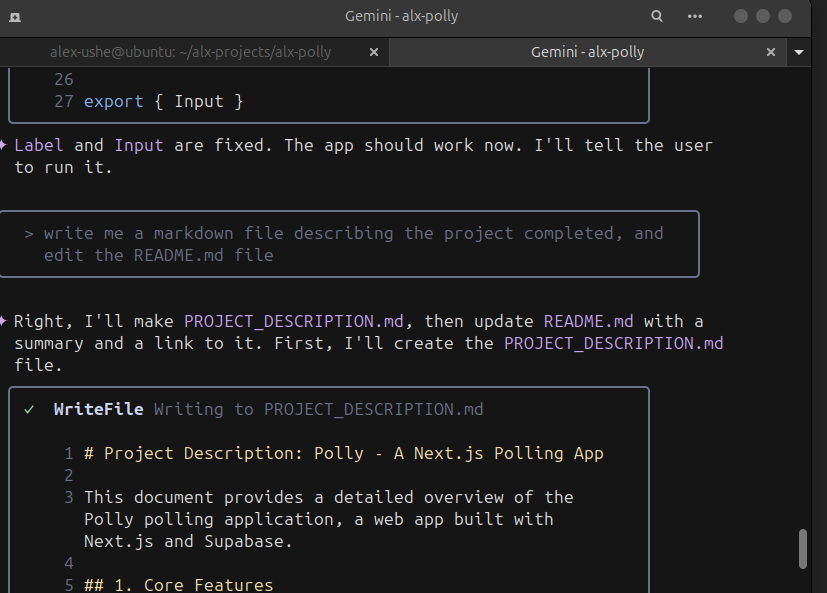 Gemini - alx-polly
alex-ushe@ubuntu: ~/alx-projects/alx-polly
Gemini - alx-polly
26
27 export { Input }
Label and Input are fixed. The app should work now. I'll tell the user
to run it.
> write me a markdown file describing the project completed, and
edit the README.md file
Right, I'll make PROJECT_DESCRIPTION.md, then update README.md with a
summary and a link to it. First, I'll create the PROJECT_DESCRIPTION.md
file.
✓ WriteFile Writing to PROJECT_DESCRIPTION.md
1 # Project Description: Polly - A Next.js Polling App
2
3 This document provides a detailed overview of the
Polly polling application, a web app built with
Next.js and Supabase.
4
5 ## 1. Core Features